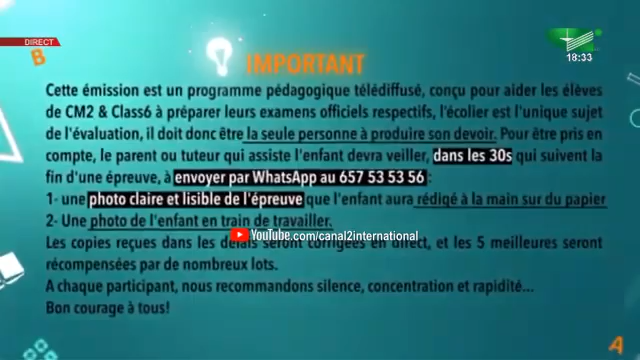 DIRECT
18:33
B
IMPORTANT
Cette émission est un programme pédagogique télédiffusé, conçu pour aider les élèves
de CM2 & Class6 à préparer leurs examens officiels respectifs, l'écolier est l'unique sujet
de l'évaluation, il doit donc être la seule personne à produire son devoir. Pour être pris en
compte, le parent ou tuteur qui assiste l'enfant devra veiller, dans les 30s qui suivent la
fin d'une épreuve, à envoyer par WhatsApp au 657 53 53 56 :
1- une photo claire et lisible de l'épreuve que l'enfant aura rédigé à la main sur du papier
2- Une photo de l'enfant en train de travailler.
YouTube.com/canal2international
Les copies reçues dans les délais seront corrigées en direct, et les 5 meilleures seront
récompensées par de nombreux lots.
A chaque participant, nous recommandons silence, concentration et rapidité...
Bon courage à tous!
A